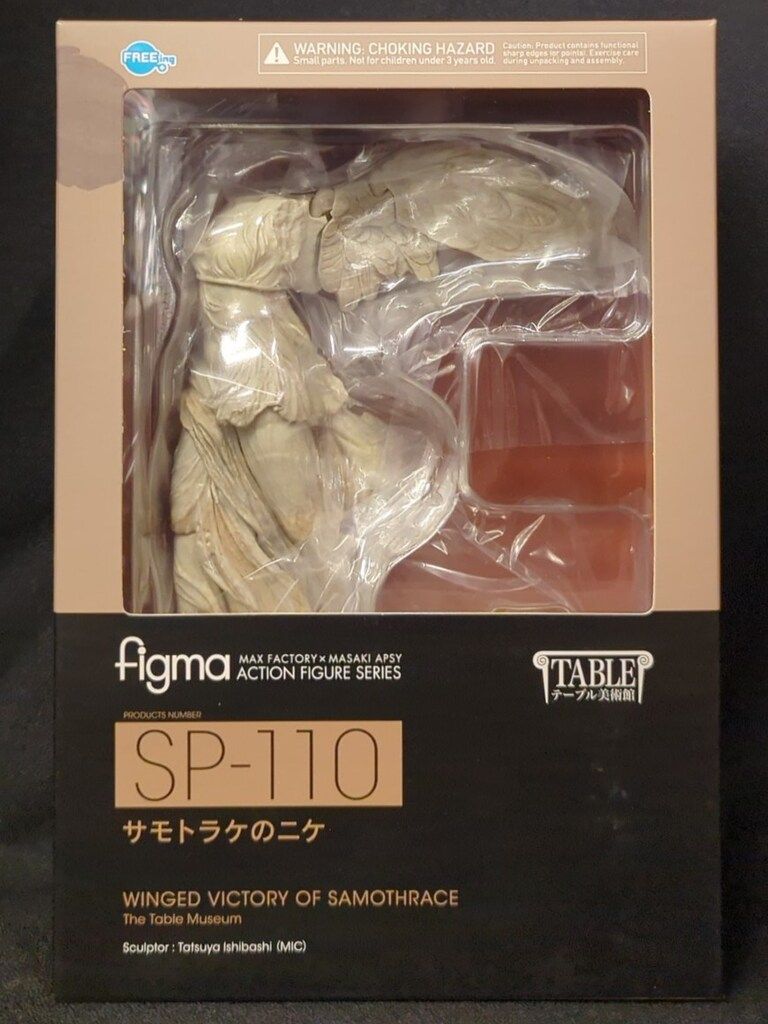 FREEing
WARNING: CHOKING HAZARD
Small parts. Not for children under 3 years old.
Caution: Product contains functional
sharp edges (or points). Exercise care
during unpacking and assembly.
figma
MAX FACTORY × MASAKI APSY
ACTION FIGURE SERIES
TABLE
テーブル美術館
PRODUCTS NUMBER
SP-110
サモトラケのニケ
WINGED VICTORY OF SAMOTHRACE
The Table Museum
Sculptor : Tatsuya Ishibashi (MIC)